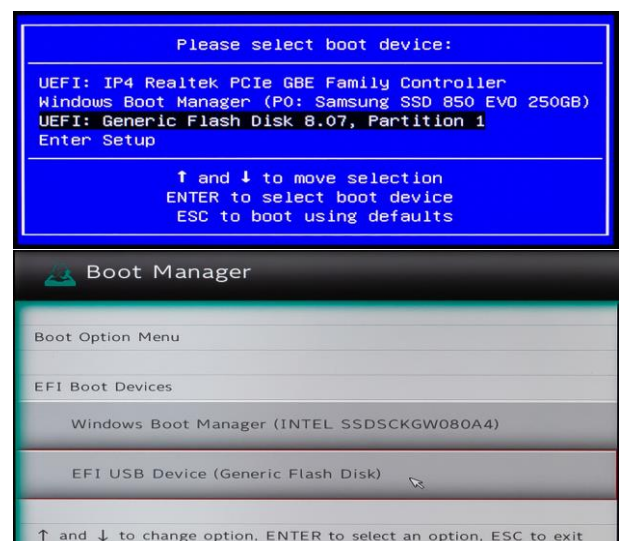 Please select boot device:
UEFI: IP4 Realtek PCIe GBE Family Controller
Windows Boot Manager (P0: Samsung SSD 850 EVO 250GB)
UEFI: Generic Flash Disk 8.07, Partition 1
Enter Setup
↑ and ↓ to move selection
ENTER to select boot device
ESC to boot using defaults
Boot Manager
Boot Option Menu
EFI Boot Devices
Windows Boot Manager (INTEL SSDSCKGW080A4)
EFI USB Device (Generic Flash Disk)
↑ and ↓ to change option, ENTER to select an option, ESC to exit